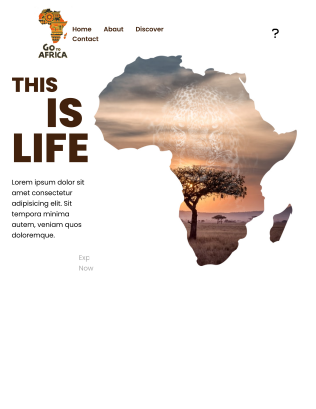 Home About Discover
Contact
?
GO TO
AFRICA
THIS
IS
LIFE
Lorem ipsum dolor sit
amet consectetur
adipisicing elit. Sit
tempora minima
autem, veniam quos
doloremque.
Exp
Now